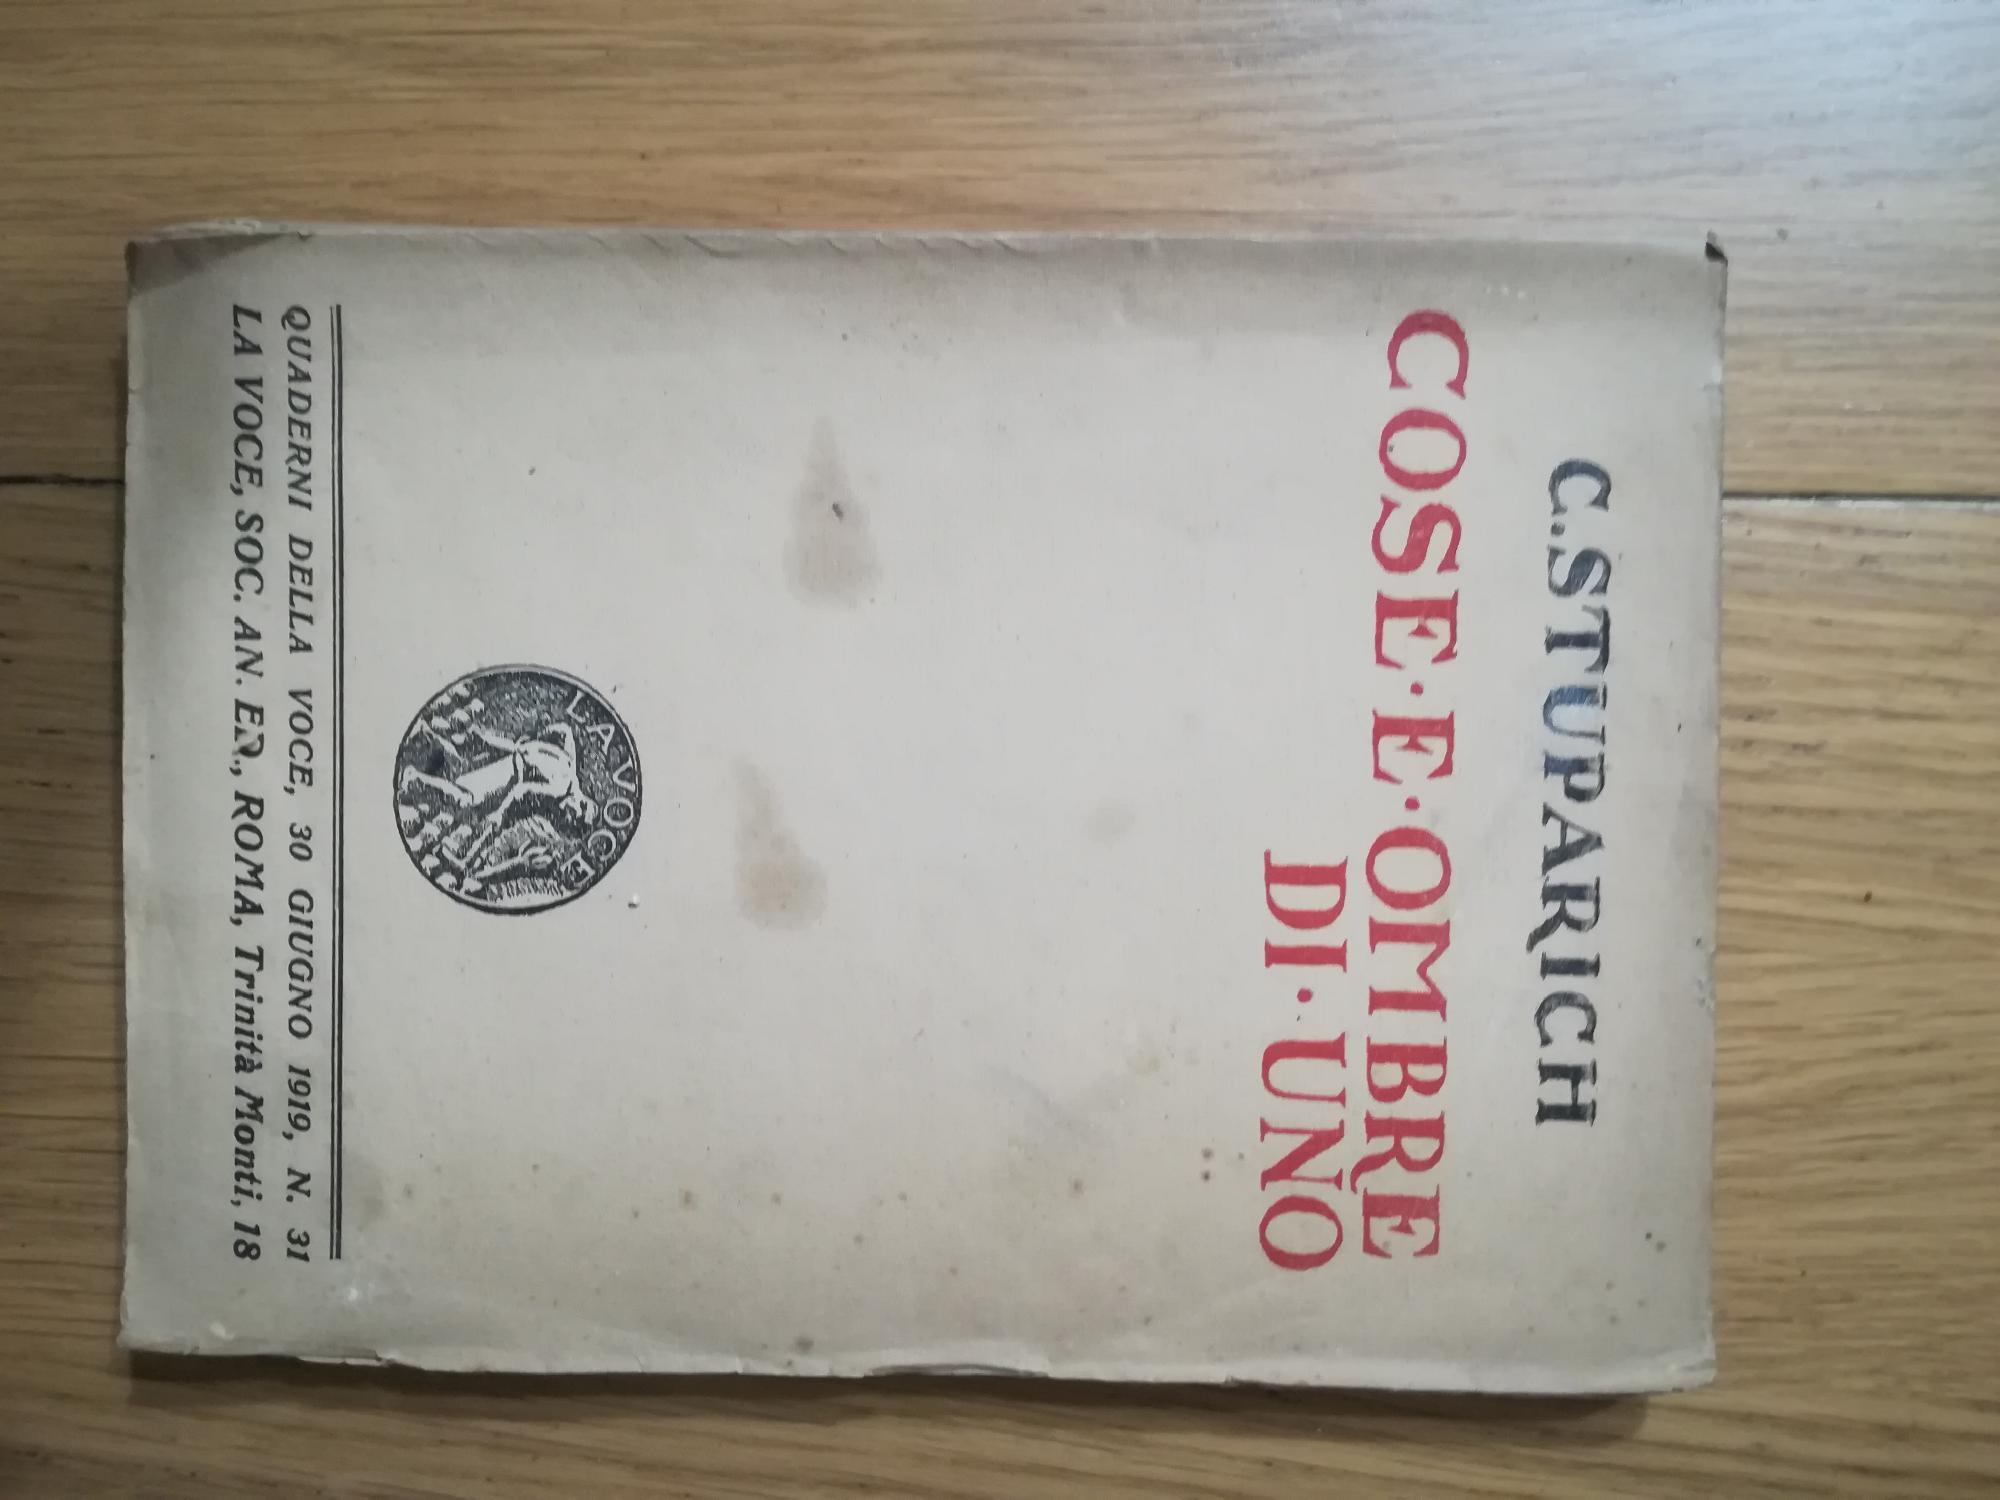 C. STUPARICH
COSE·E·OMBRE
DI·UNO
LA VOCE
QUADERNI DELLA VOCE, 30 GIUGNO 1919, N. 31
LA VOCE, SOC. AN. ED., ROMA, Trinità Monti, 18